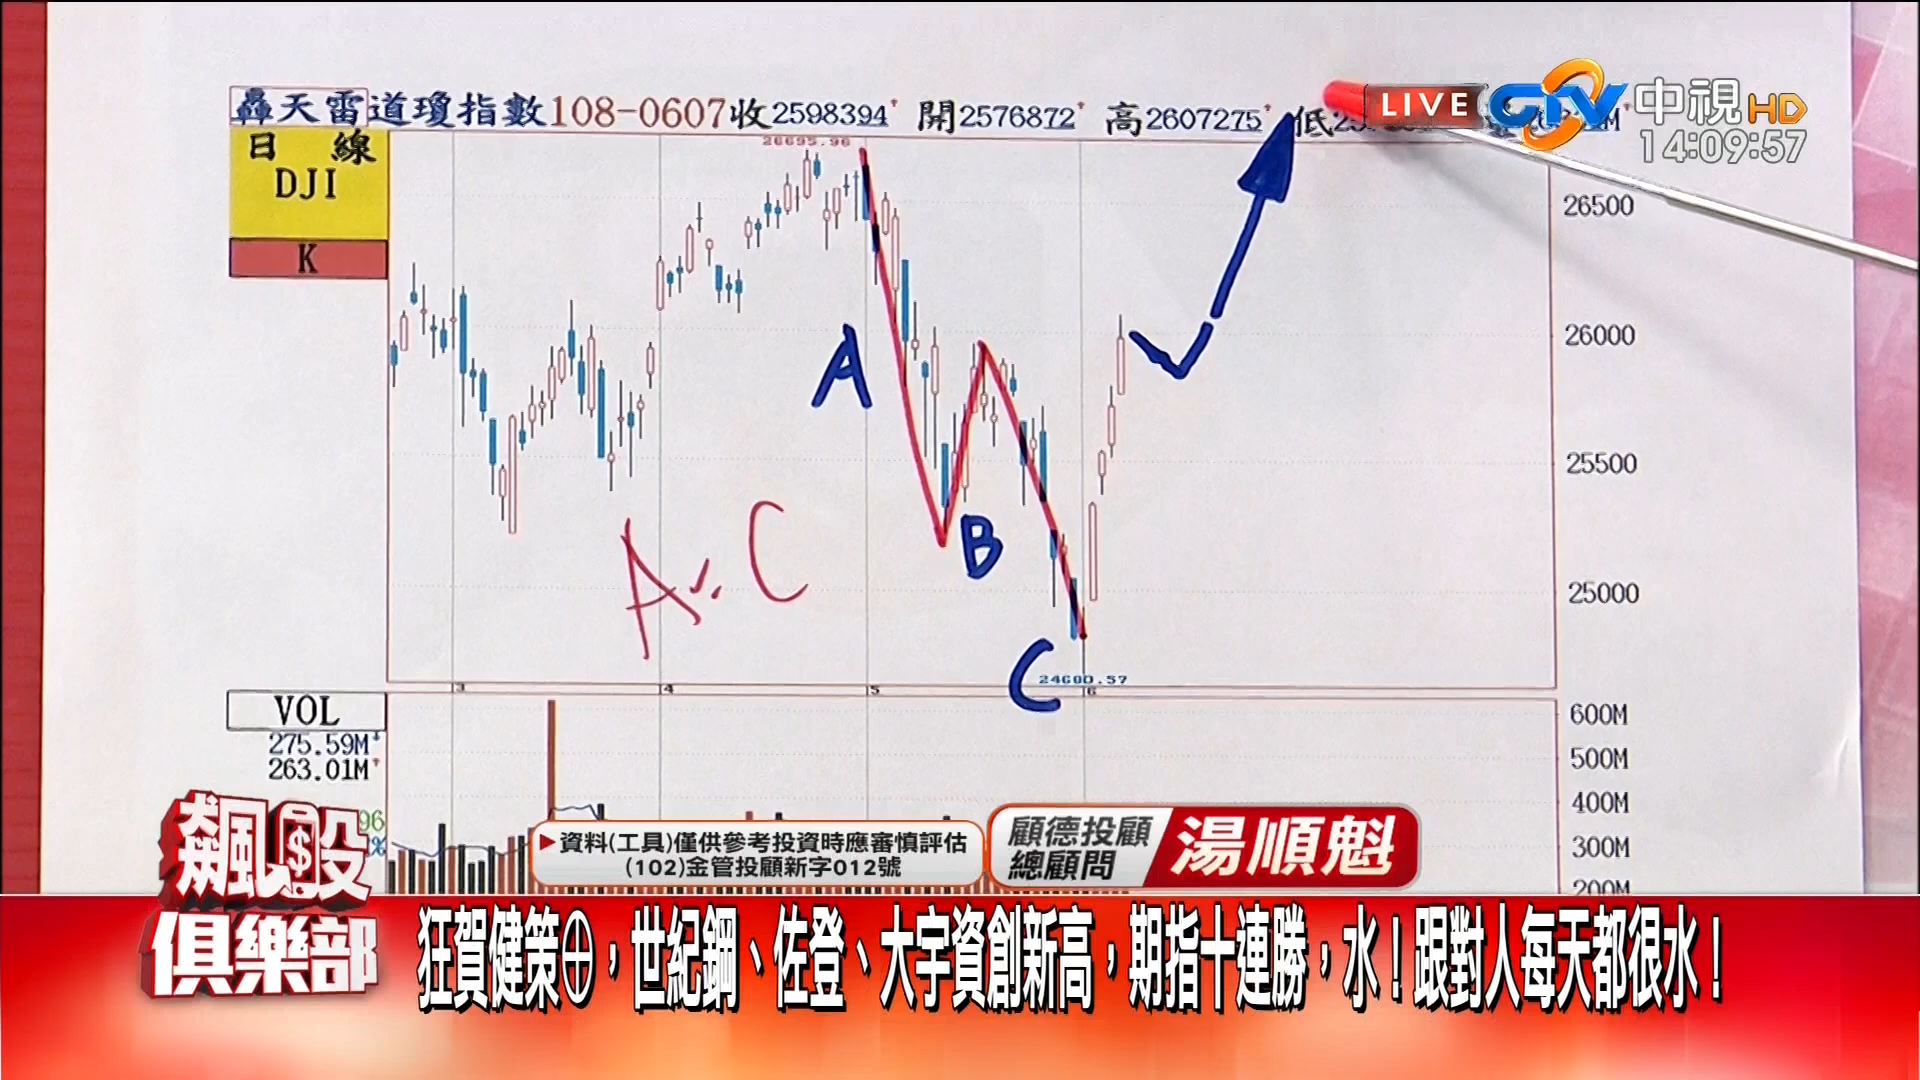 轟天雷道瓊指數108-0607收2598394 開2576872 高2607275 低
LIVE CTV 中視HD
14:09:57
日 線
DJI
K
26695.96
26500
26000
25500
25000
A
B
C
A C
24680.57
3 4 5 6
VOL
275.59M
263.01M
96
%
600M
500M
400M
300M
200M
飆股俱樂部
資料(工具)僅供參考投資時應審慎評估
(102)金管投顧新字012號
顧德投顧
總顧問
湯順魁
狂賀健策⊕，世紀鋼、佐登、大宇資創新高，期指十連勝，水！跟對人每天都很水！